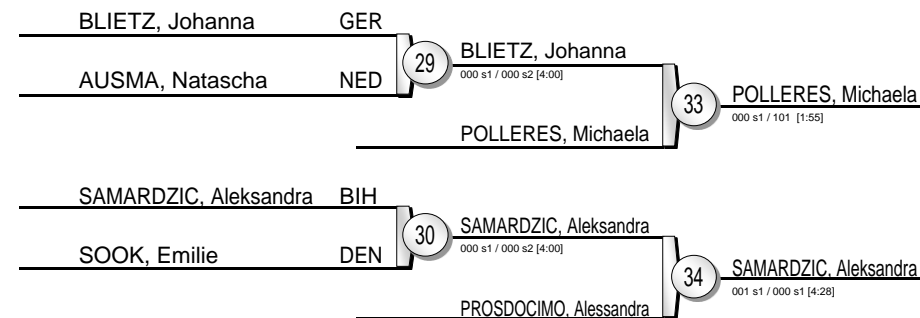 BLIETZ, Johanna GER
29
BLIETZ, Johanna
000 s1 / 000 s2 [4:00]
AUSMA, Natascha NED
33
POLLERES, Michaela
000 s1 / 101 [1:55]
POLLERES, Michaela
SAMARDZIC, Aleksandra BIH
30
SAMARDZIC, Aleksandra
000 s1 / 000 s2 [4:00]
SOOK, Emilie DEN
34
SAMARDZIC, Aleksandra
001 s1 / 000 s1 [4:28]
PROSDOCIMO, Alessandra